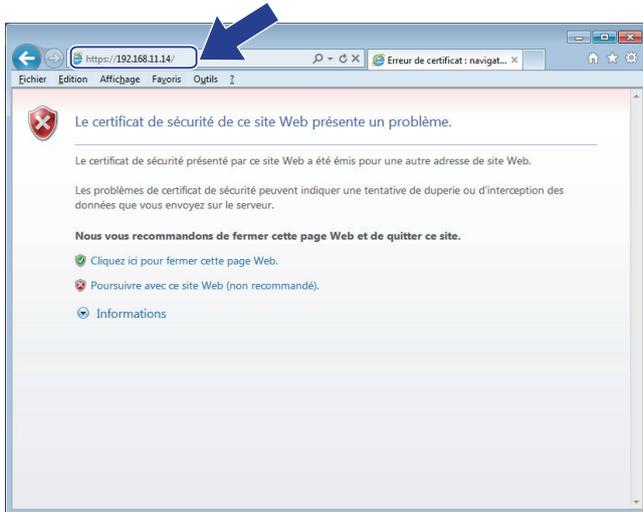 https://192.168.11.14/
Erreur de certificat : navigat...
Fichier Edition Affichage Favoris Outils ?
Le certificat de sécurité de ce site Web présente un problème.
Le certificat de sécurité présenté par ce site Web a été émis pour une autre adresse de site Web.
Les problèmes de certificat de sécurité peuvent indiquer une tentative de duperie ou d'interception des
données que vous envoyez sur le serveur.
Nous vous recommandons de fermer cette page Web et de quitter ce site.
Cliquez ici pour fermer cette page Web.
Poursuivre avec ce site Web (non recommandé).
Informations